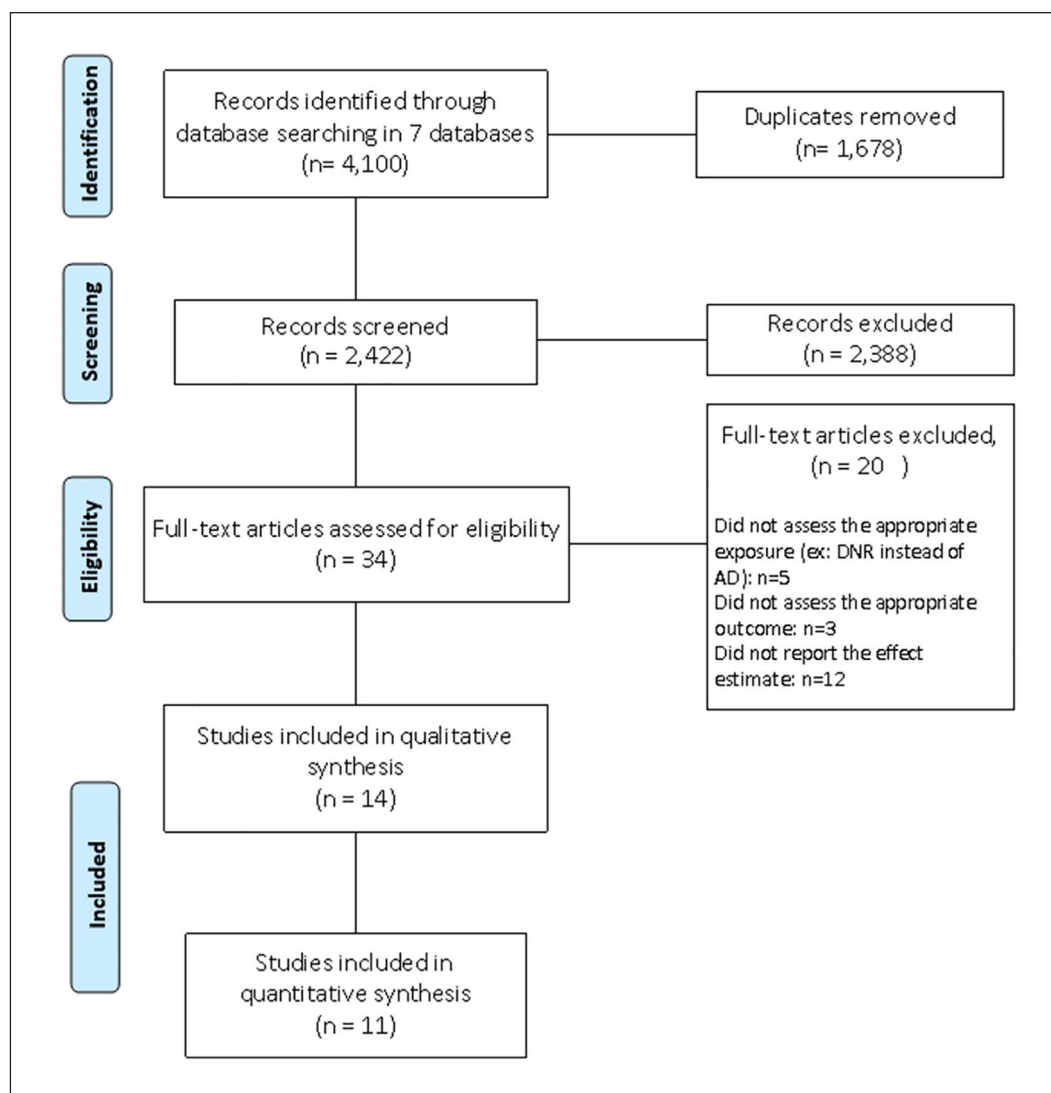 Identification
Records identified through
database searching in 7 databases
(n= 4,100)
Duplicates removed
(n= 1,678)
Screening
Records screened
(n = 2,422)
Records excluded
(n = 2,388)
Eligibility
Full-text articles assessed for eligibility
(n = 34)
Full-text articles excluded,
(n = 20 )
Did not assess the appropriate
exposure (ex: DNR instead of
AD): n=5
Did not assess the appropriate
outcome: n=3
Did not report the effect
estimate: n=12
Included
Studies included in qualitative
synthesis
(n = 14)
Studies included in
quantitative synthesis
(n = 11)